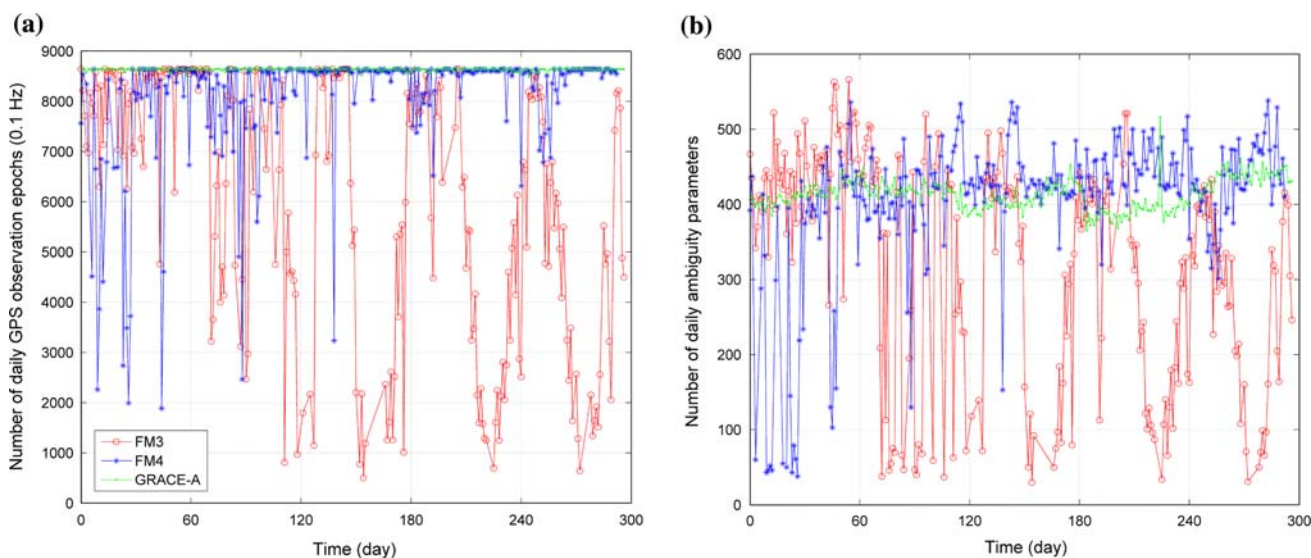 (a)
Number of daily GPS observation epochs (0.1 Hz)
9000
8000
7000
6000
5000
4000
3000
2000
1000
0
FM3
FM4
GRACE-A
0 60 120 180 240 300
Time (day)
(b)
Number of daily ambiguity parameters
600
500
400
300
200
100
0
0 60 120 180 240 300
Time (day)